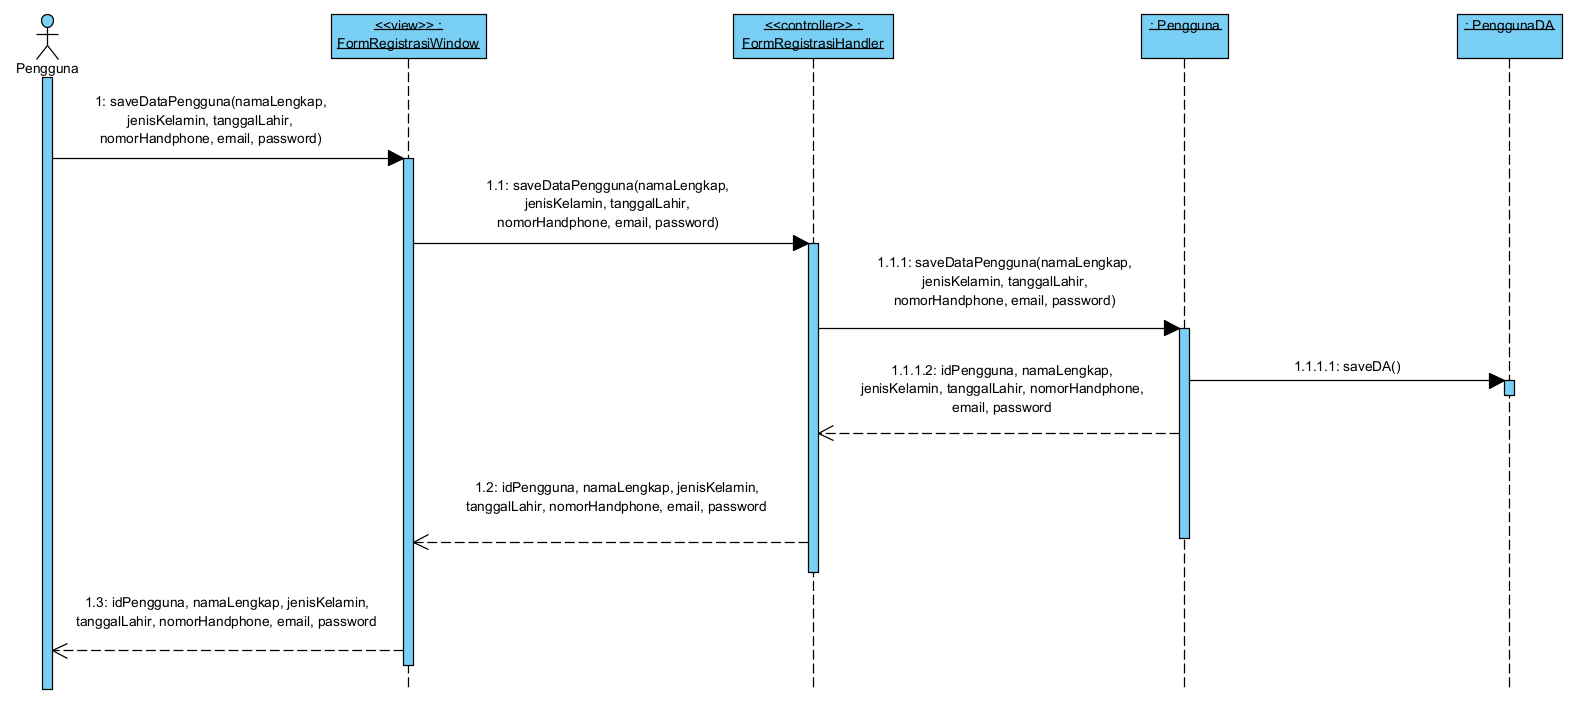 <<view>> :
FormRegistrasiWindow
<<controller>> :
FormRegistrasiHandler
: Pengguna
: PenggunaDA
Pengguna
1: saveDataPengguna(namaLengkap,
jenisKelamin, tanggalLahir,
nomorHandphone, email, password)
1.1: saveDataPengguna(namaLengkap,
jenisKelamin, tanggalLahir,
nomorHandphone, email, password)
1.1.1: saveDataPengguna(namaLengkap,
jenisKelamin, tanggalLahir,
nomorHandphone, email, password)
1.1.1.1: saveDA()
1.1.1.2: idPengguna, namaLengkap,
jenisKelamin, tanggalLahir, nomorHandphone,
email, password
1.2: idPengguna, namaLengkap, jenisKelamin,
tanggalLahir, nomorHandphone, email, password
1.3: idPengguna, namaLengkap, jenisKelamin,
tanggalLahir, nomorHandphone, email, password